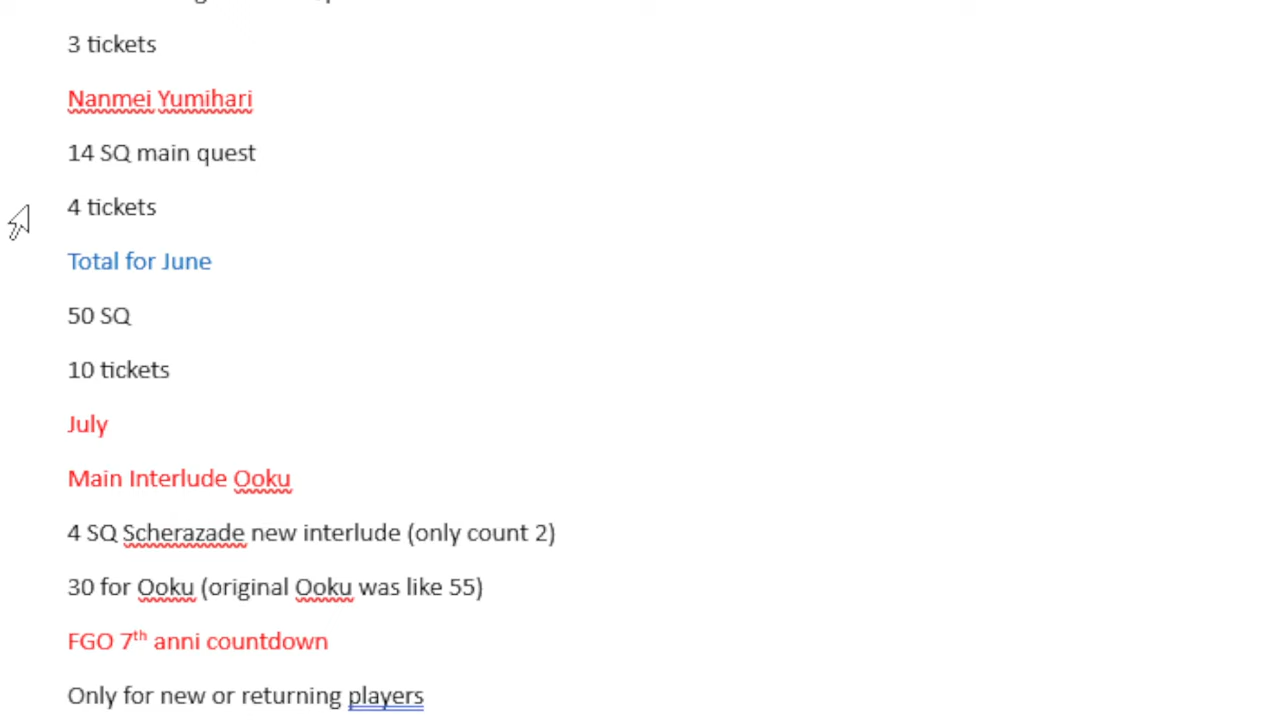 3 tickets
Nanmei Yumihari
14 SQ main quest
4 tickets
Total for June
50 SQ
10 tickets
July
Main Interlude Ooku
4 SQ Scherazade new interlude (only count 2)
30 for Ooku (original Ooku was like 55)
FGO 7th anni countdown
Only for new or returning players